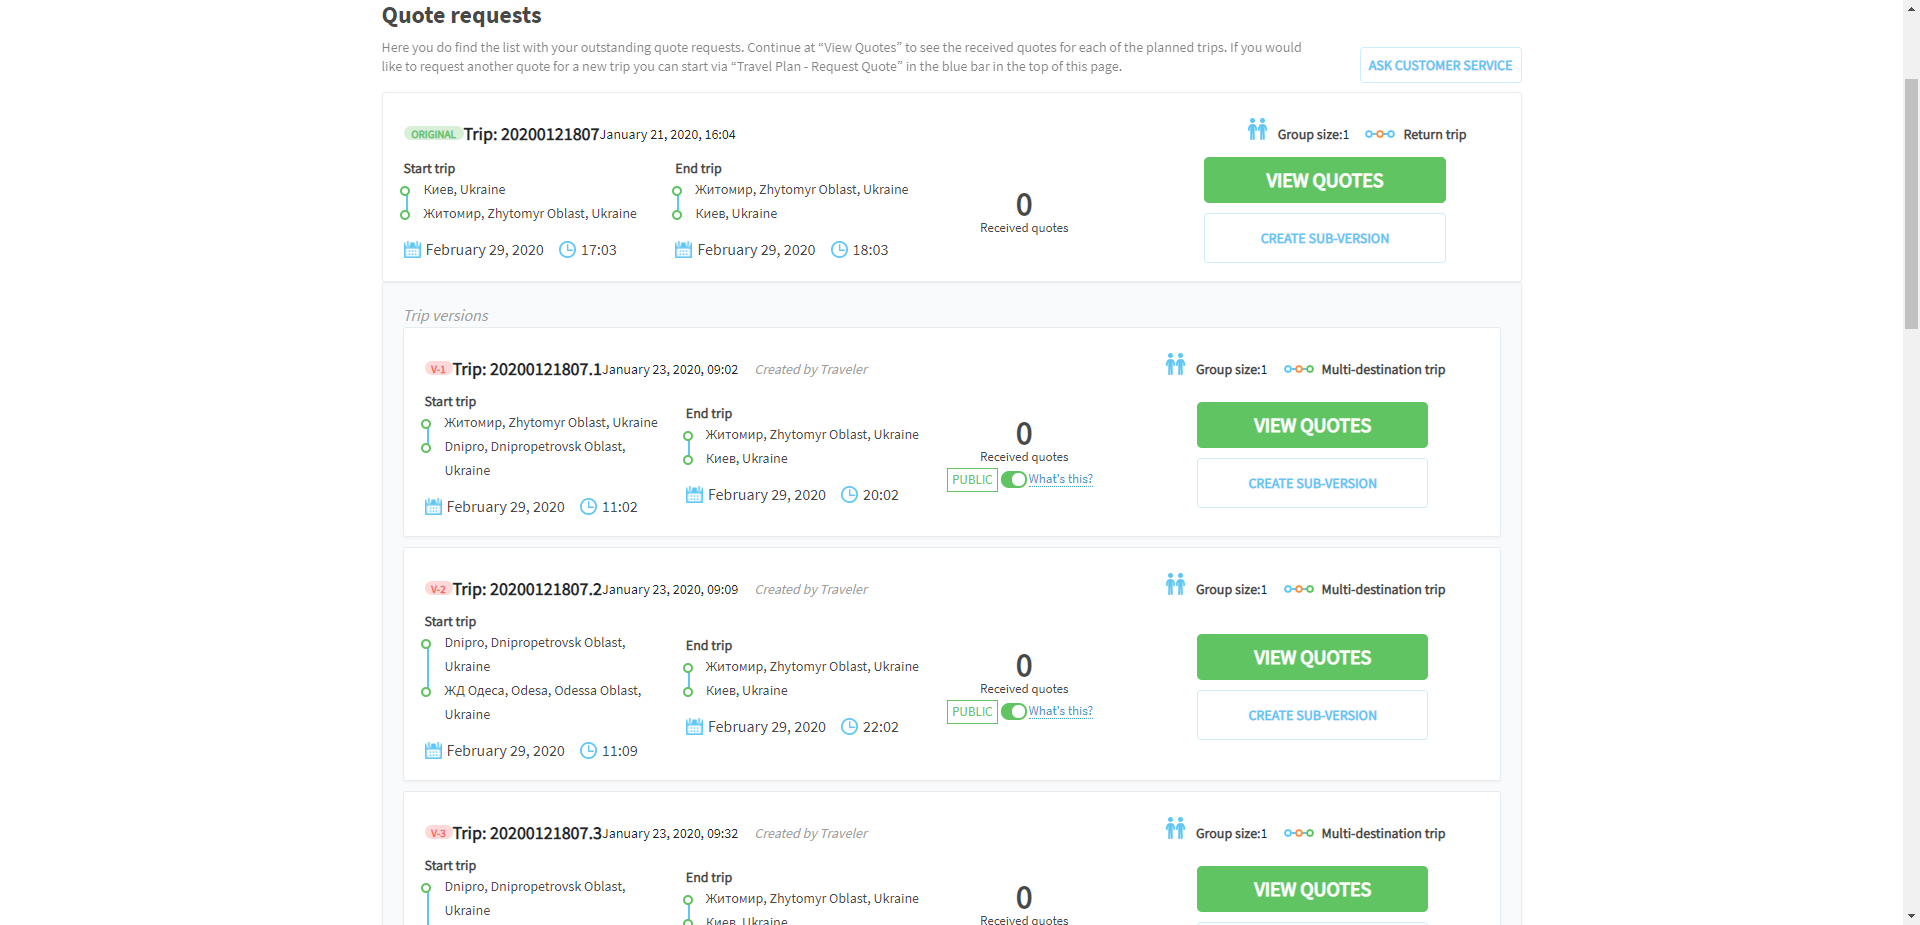 Quote requests
Here you do find the list with your outstanding quote requests. Continue at “View Quotes” to see the received quotes for each of the planned trips. If you would
like to request another quote for a new trip you can start via “Travel Plan - Request Quote” in the blue bar in the top of this page.
ASK CUSTOMER SERVICE
ORIGINAL Trip: 20200121807 January 21, 2020, 16:04
Group size:1 Return trip
Start trip
Киев, Ukraine
Житомир, Zhytomyr Oblast, Ukraine
February 29, 2020 17:03
End trip
Житомир, Zhytomyr Oblast, Ukraine
Киев, Ukraine
February 29, 2020 18:03
0
Received quotes
VIEW QUOTES
CREATE SUB-VERSION
Trip versions
V-1 Trip: 20200121807.1 January 23, 2020, 09:02 Created by Traveler
Group size:1 Multi-destination trip
Start trip
Житомир, Zhytomyr Oblast, Ukraine
Dnipro, Dnipropetrovsk Oblast,
Ukraine
February 29, 2020 11:02
End trip
Житомир, Zhytomyr Oblast, Ukraine
Киев, Ukraine
February 29, 2020 20:02
0
Received quotes
PUBLIC What's this?
VIEW QUOTES
CREATE SUB-VERSION
V-2 Trip: 20200121807.2 January 23, 2020, 09:09 Created by Traveler
Group size:1 Multi-destination trip
Start trip
Dnipro, Dnipropetrovsk Oblast,
Ukraine
ЖД Одеса, Odesa, Odessa Oblast,
Ukraine
February 29, 2020 11:09
End trip
Житомир, Zhytomyr Oblast, Ukraine
Киев, Ukraine
February 29, 2020 22:02
0
Received quotes
PUBLIC What's this?
VIEW QUOTES
CREATE SUB-VERSION
V-3 Trip: 20200121807.3 January 23, 2020, 09:32 Created by Traveler
Group size:1 Multi-destination trip
Start trip
Dnipro, Dnipropetrovsk Oblast,
Ukraine
End trip
Житомир, Zhytomyr Oblast, Ukraine
Киев, Ukraine
0
Received quotes
VIEW QUOTES